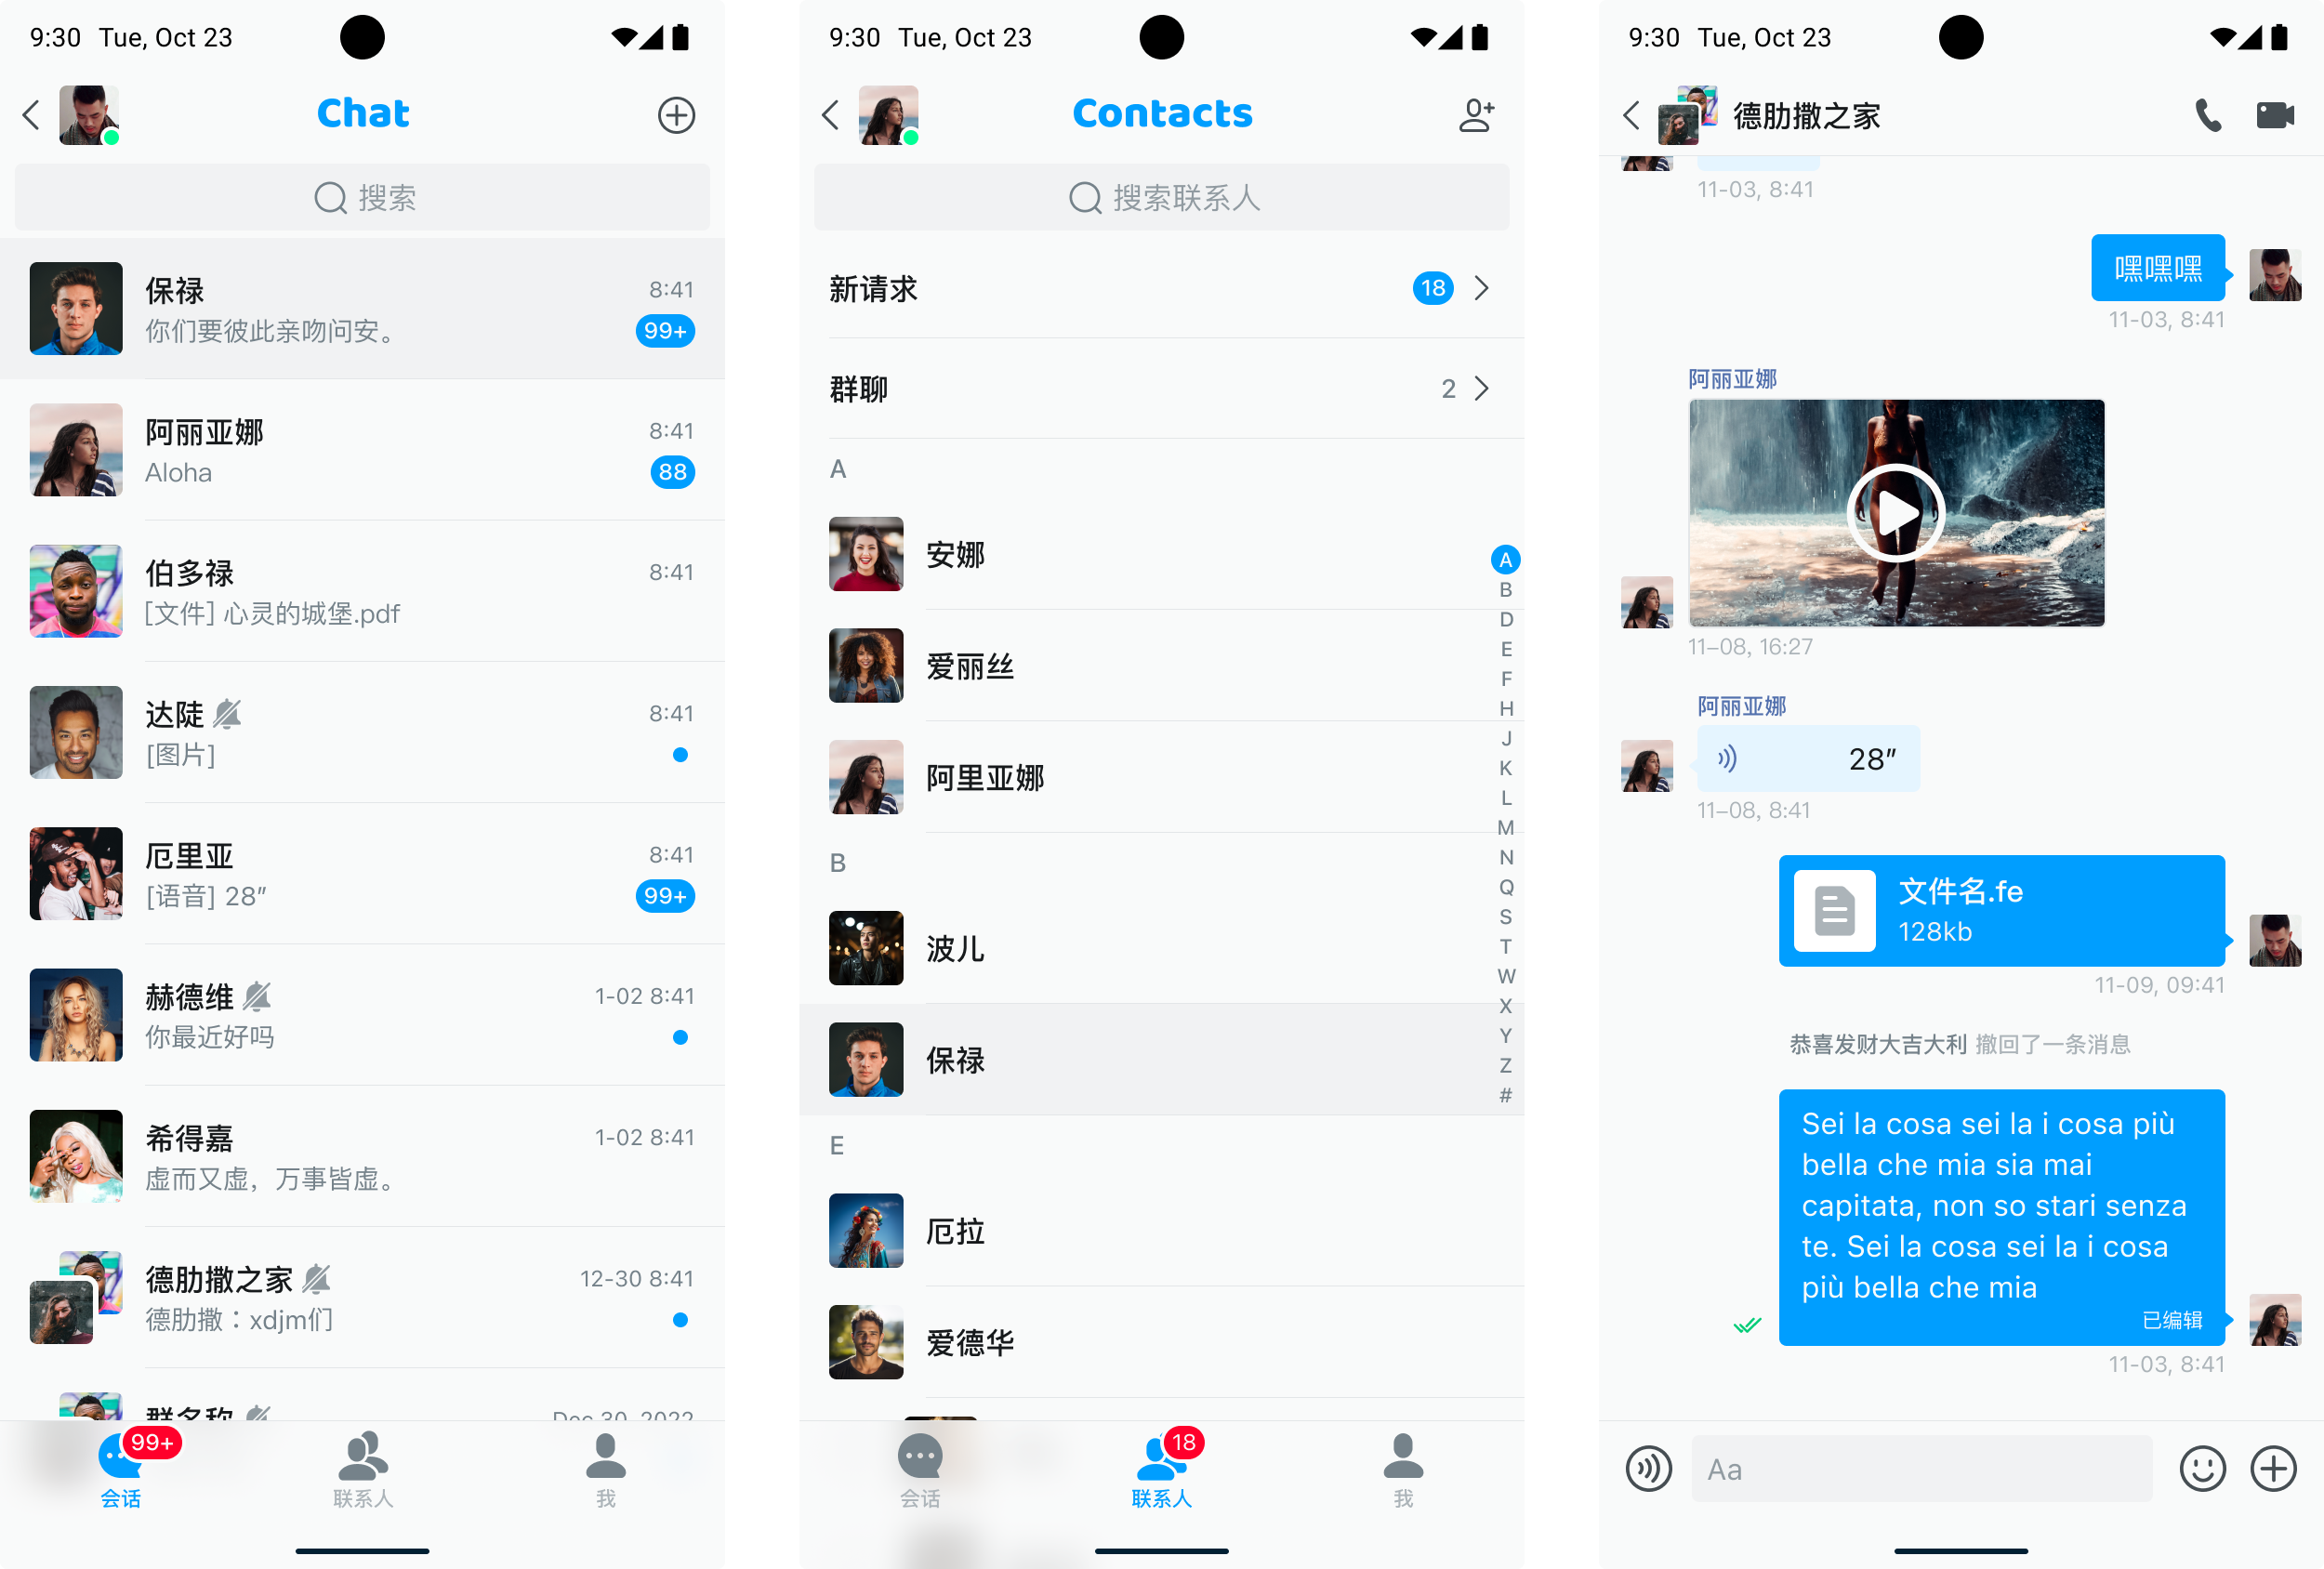 9:30 Tue, Oct 23
Chat
搜索
保禄 8:41
你们要彼此亲吻问安。 99+
阿丽亚娜 8:41
Aloha 88
伯多禄 8:41
[文件] 心灵的城堡.pdf
达陡 8:41
[图片]
厄里亚 8:41
[语音] 28″ 99+
赫德维 1-02 8:41
你最近好吗
希得嘉 1-02 8:41
虚而又虚，万事皆虚。
德肋撒之家 12-30 8:41
德肋撒：xdjm们
群名称 Dec 30, 2022
99+
会话 联系人 我
9:30 Tue, Oct 23
Contacts
搜索联系人
新请求 18
群聊 2
A
安娜
爱丽丝
阿里亚娜
B
波儿
保禄
E
厄拉
爱德华
A
B
D
E
F
H
J
K
L
M
N
Q
S
T
W
X
Y
Z
#
18
会话 联系人 我
9:30 Tue, Oct 23
德肋撒之家
11-03, 8:41
嘿嘿嘿
11-03, 8:41
阿丽亚娜
11–08, 16:27
阿丽亚娜
28″
11–08, 8:41
文件名.fe
128kb
11-09, 09:41
恭喜发财大吉大利 撤回了一条消息
Sei la cosa sei la i cosa più
bella che mia sia mai
capitata, non so stari senza
te. Sei la cosa sei la i cosa
più bella che mia
已编辑
11-03, 8:41
Aa